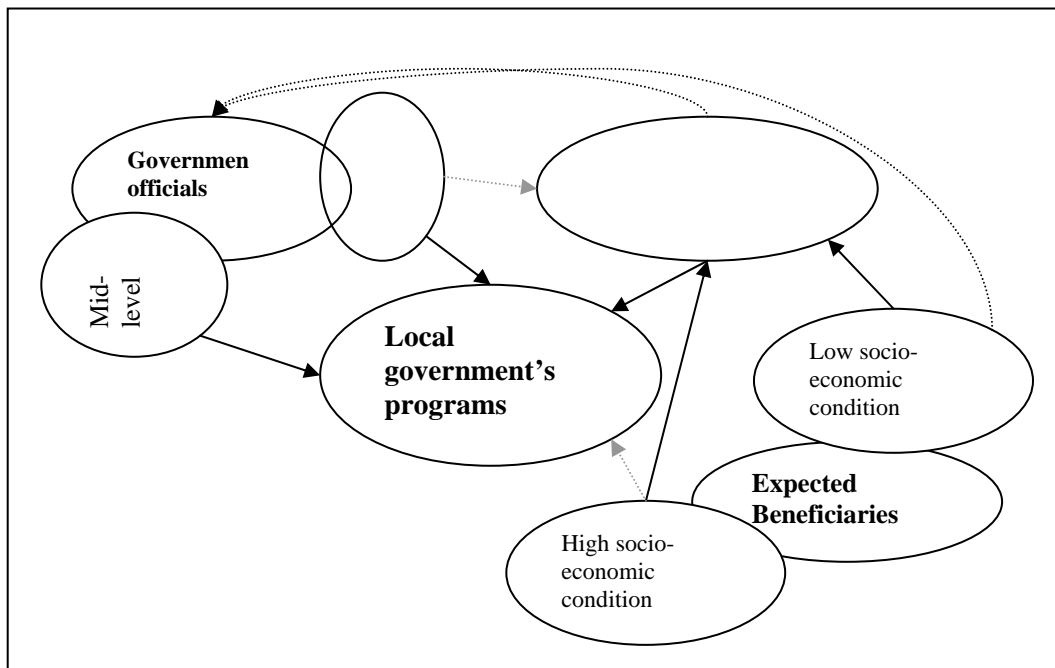 Governmen
officials
Mid-
level
Local
government's
programs
Low socio-
economic
condition
Expected
Beneficiaries
High socio-
economic
condition